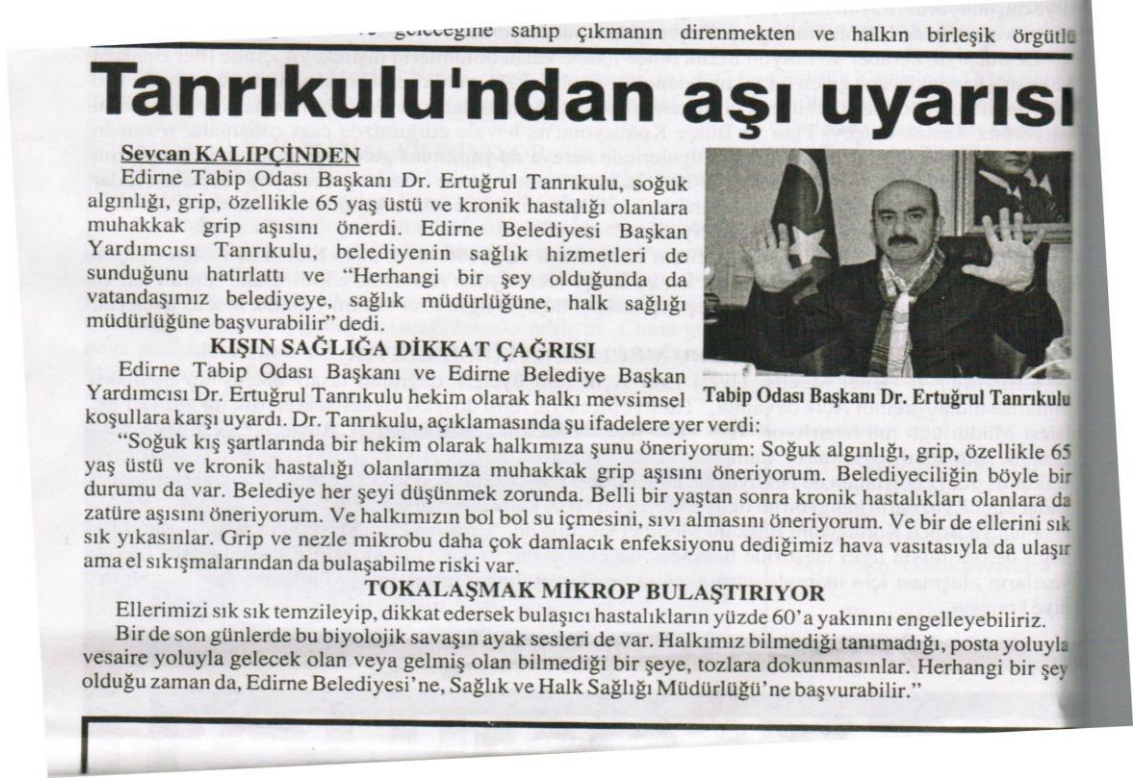 geleceğine sahip çıkmanın direnmekten ve halkın birleşik örgütlü
Tanrıkulu'ndan aşı uyarısı
Sevcan KALIPÇİNDEN
Edirne Tabip Odası Başkanı Dr. Ertuğrul Tanrıkulu, soğuk
algınlığı, grip, özellikle 65 yaş üstü ve kronik hastalığı olanlara
muhakkak grip aşısını önerdi. Edirne Belediyesi Başkan
Yardımcısı Tanrıkulu, belediyenin sağlık hizmetleri de
sunduğunu hatırlattı ve “Herhangi bir şey olduğunda da
vatandaşımız belediyeye, sağlık müdürlüğüne, halk sağlığı
müdürlüğüne başvurabilir” dedi.
KIŞIN SAĞLIĞA DİKKAT ÇAĞRISI
Edirne Tabip Odası Başkanı ve Edirne Belediye Başkan
Yardımcısı Dr. Ertuğrul Tanrıkulu hekim olarak halkı mevsimsel
koşullara karşı uyardı. Dr. Tanrıkulu, açıklamasında şu ifadelere yer verdi:
Tabip Odası Başkanı Dr. Ertuğrul Tanrıkulu
“Soğuk kış şartlarında bir hekim olarak halkımıza şunu öneriyorum: Soğuk algınlığı, grip, özellikle 65
yaş üstü ve kronik hastalığı olanlarımıza muhakkak grip aşısını öneriyorum. Belediyeciliğin böyle bir
durumu da var. Belediye her şeyi düşünmek zorunda. Belli bir yaştan sonra kronik hastalıkları olanlara da
zatüre aşısını öneriyorum. Ve halkımızın bol bol su içmesini, sıvı almasını öneriyorum. Ve bir de ellerini sık
sık yıkasınlar. Grip ve nezle mikrobu daha çok damlacık enfeksiyonu dediğimiz hava vasıtasıyla da ulaşır
ama el sıkışmalarından da bulaşabilme riski var.
TOKALAŞMAK MİKROP BULAŞTIRIYOR
Ellerimizi sık sık temzileyip, dikkat edersek bulaşıcı hastalıkların yüzde 60’a yakınını engelleyebiliriz.
Bir de son günlerde bu biyolojik savaşın ayak sesleri de var. Halkımız bilmediği tanımadığı, posta yoluyla
vesaire yoluyla gelecek olan veya gelmiş olan bilmediği bir şeye, tozlara dokunmasınlar. Herhangi bir şey
olduğu zaman da, Edirne Belediyesi’ne, Sağlık ve Halk Sağlığı Müdürlüğü’ne başvurabilir.”